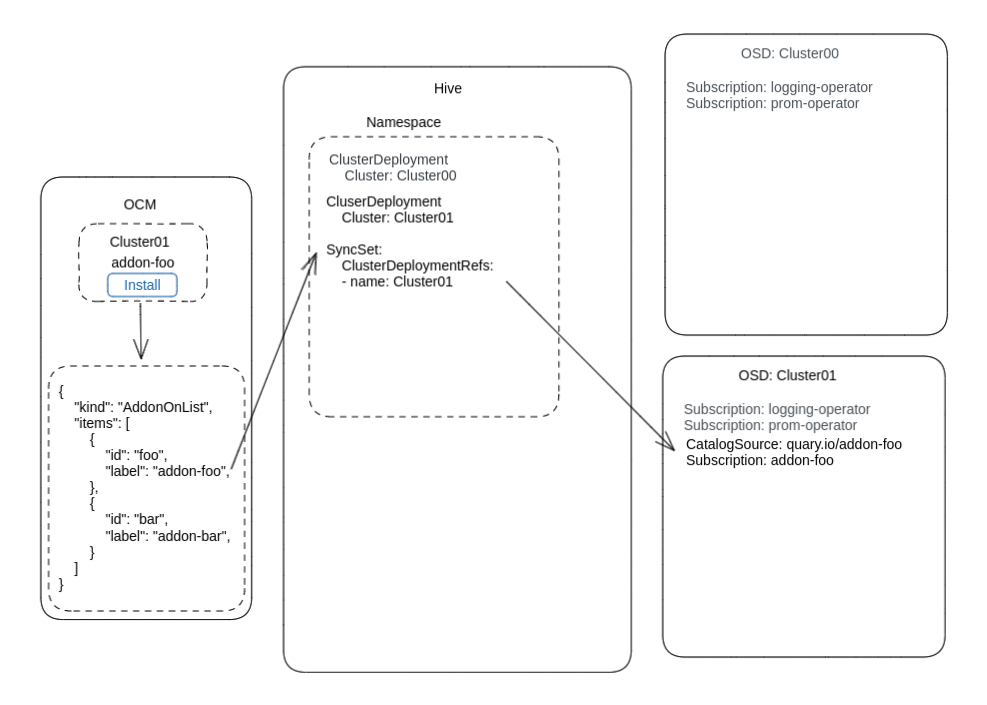 OCM
Cluster01
addon-foo
Install
{
"kind": "AddonOnList",
"items": [
{
"id": "foo",
"label": "addon-foo",
},
{
"id": "bar",
"label": "addon-bar",
}
]
}
Hive
Namespace
ClusterDeployment
Cluster: Cluster00
CluserDeployment
Cluster: Cluster01
SyncSet:
ClusterDeploymentRefs:
- name: Cluster01
OSD: Cluster00
Subscription: logging-operator
Subscription: prom-operator
OSD: Cluster01
Subscription: logging-operator
Subscription: prom-operator
CatalogSource: quary.io/addon-foo
Subscription: addon-foo